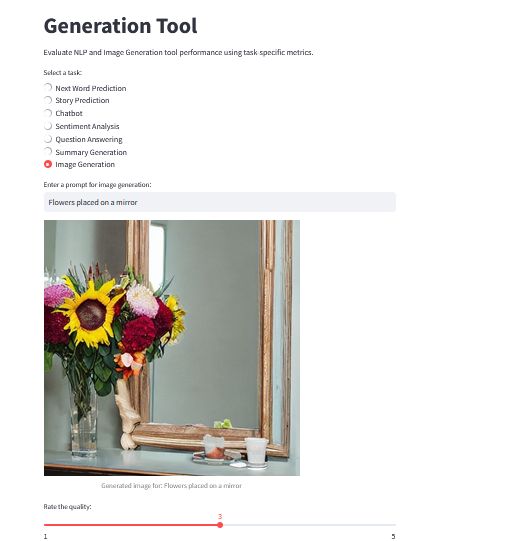 Generation Tool
Evaluate NLP and Image Generation tool performance using task specific metrics.
Select a task:
Next Word Prediction
Story Prediction
Chatbot
Sentiment Analysis
Question Answering
Summary Generation
Image Generation
Enter a prompt for image generation:
Flowers placed on a mirror
Generated image for: Flowers placed on a mirror
Rate the quality:
3
1 5